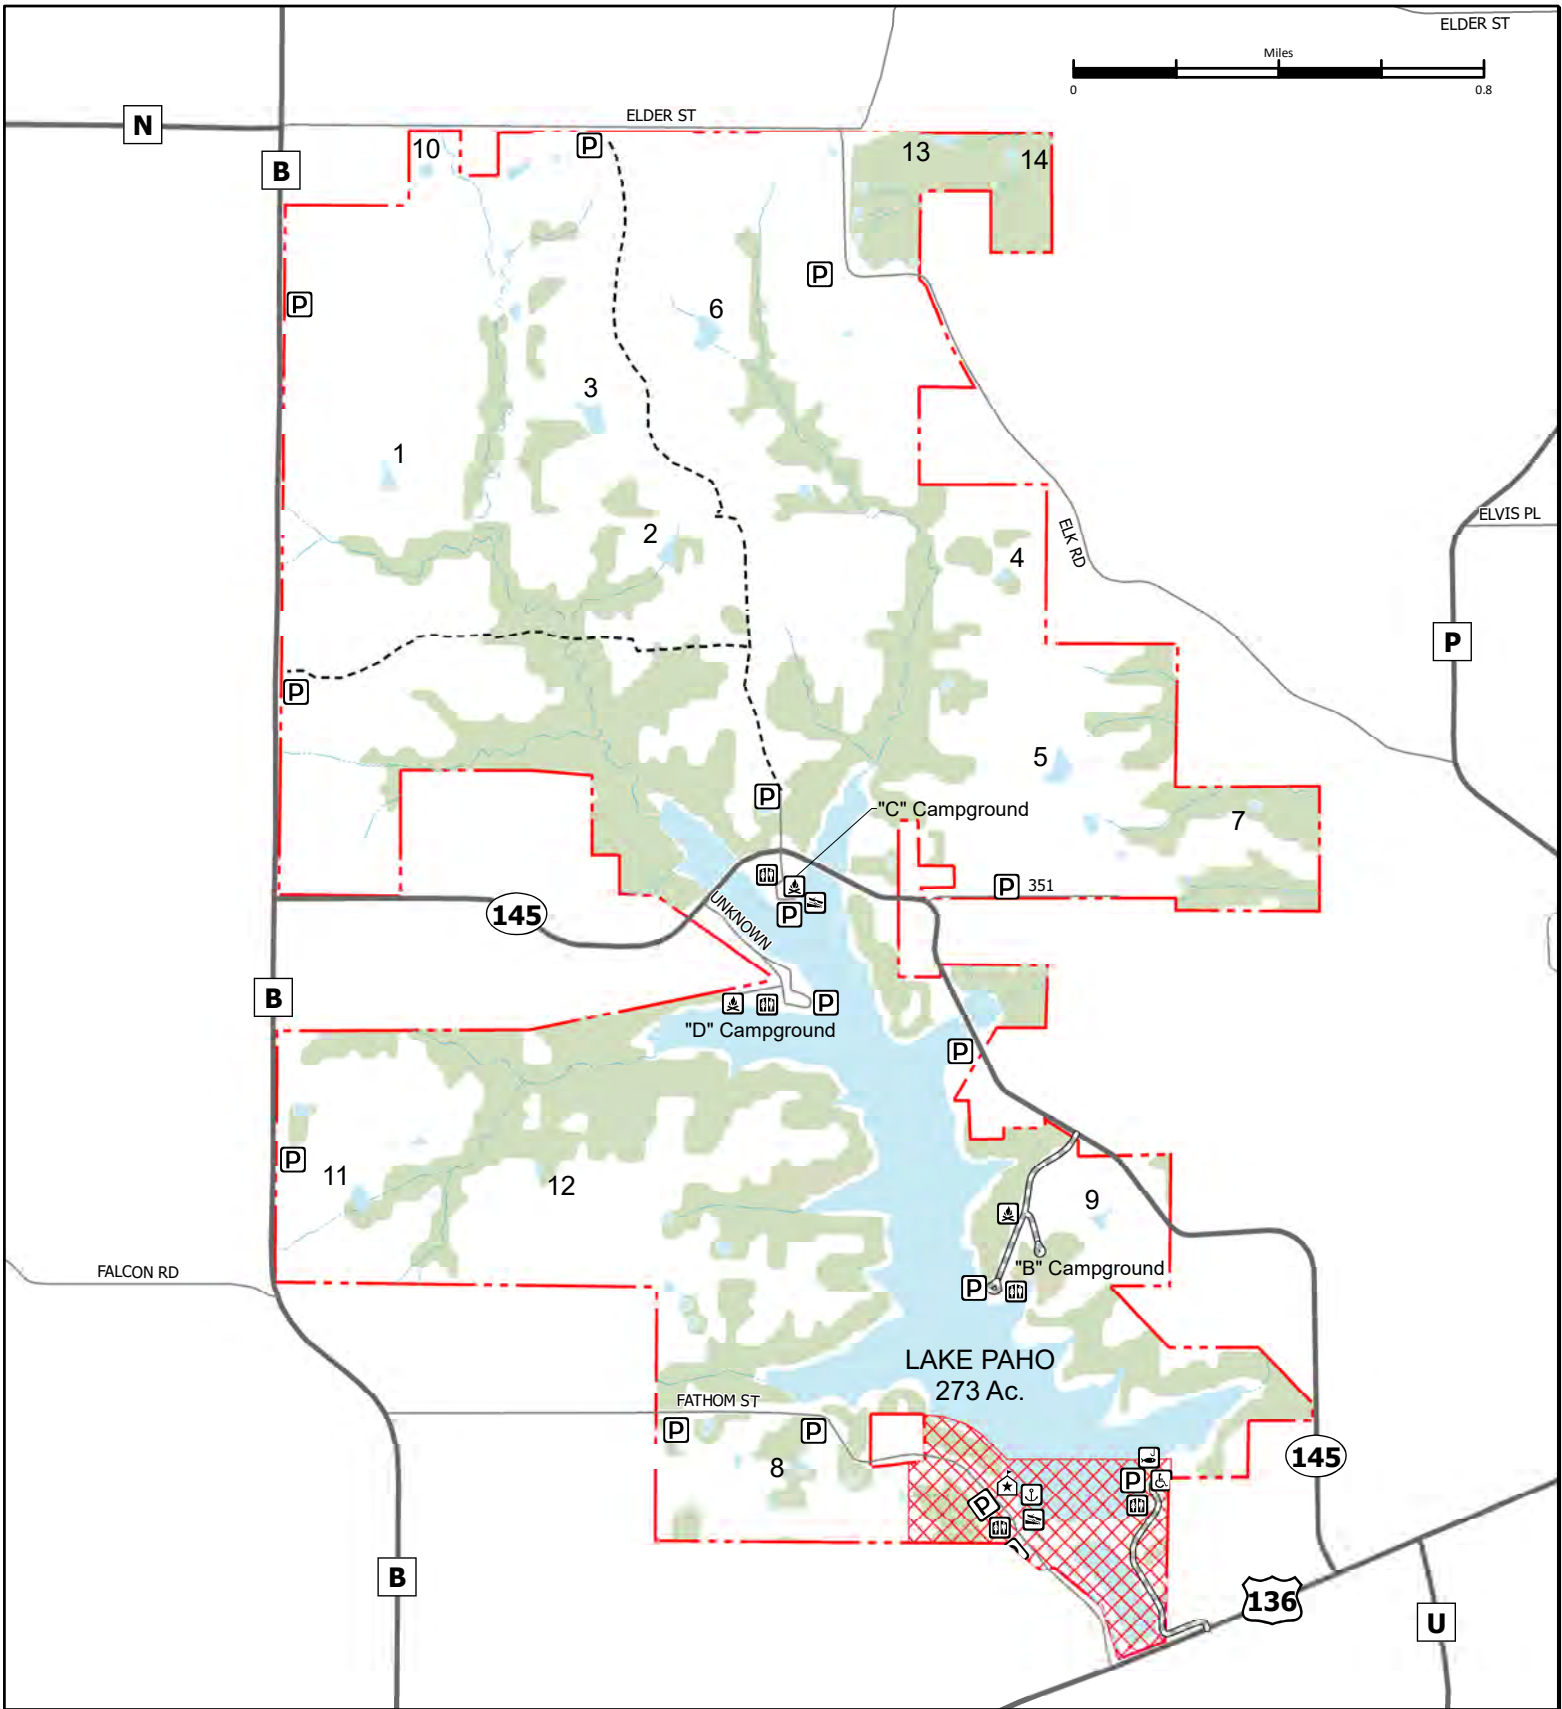 ELDER ST
Miles
0
0.8
ELDER ST
N
B
10
P
13
14
P
P
6
3
1
ELVIS PL
2
ELK RD
4
P
P
5
P
"C" Campground
7
P
351
145
UNKNOWN
P
B
P
"D" Campground
P
P
11
12
9
FALCON RD
"B" Campground
P
LAKE PAHO
273 Ac.
FATHOM ST
P
P
8
145
P
P
B
136
U